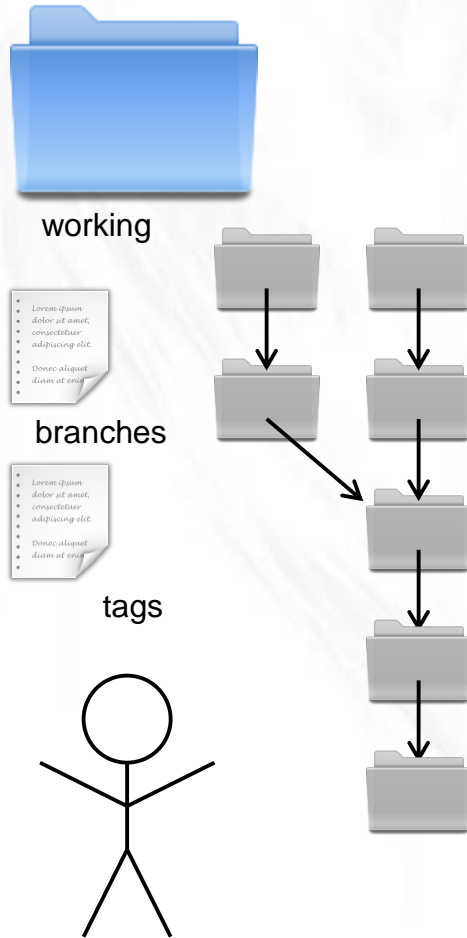 working
Lorem ipsum
dolor sit amet,
consectetuer
adipiscing elit.
Donec aliquet
diam ut
branches
Lorem ipsum
dolor sit amet,
consectetuer
adipiscing elit.
Donec aliquet
diam ut
tags